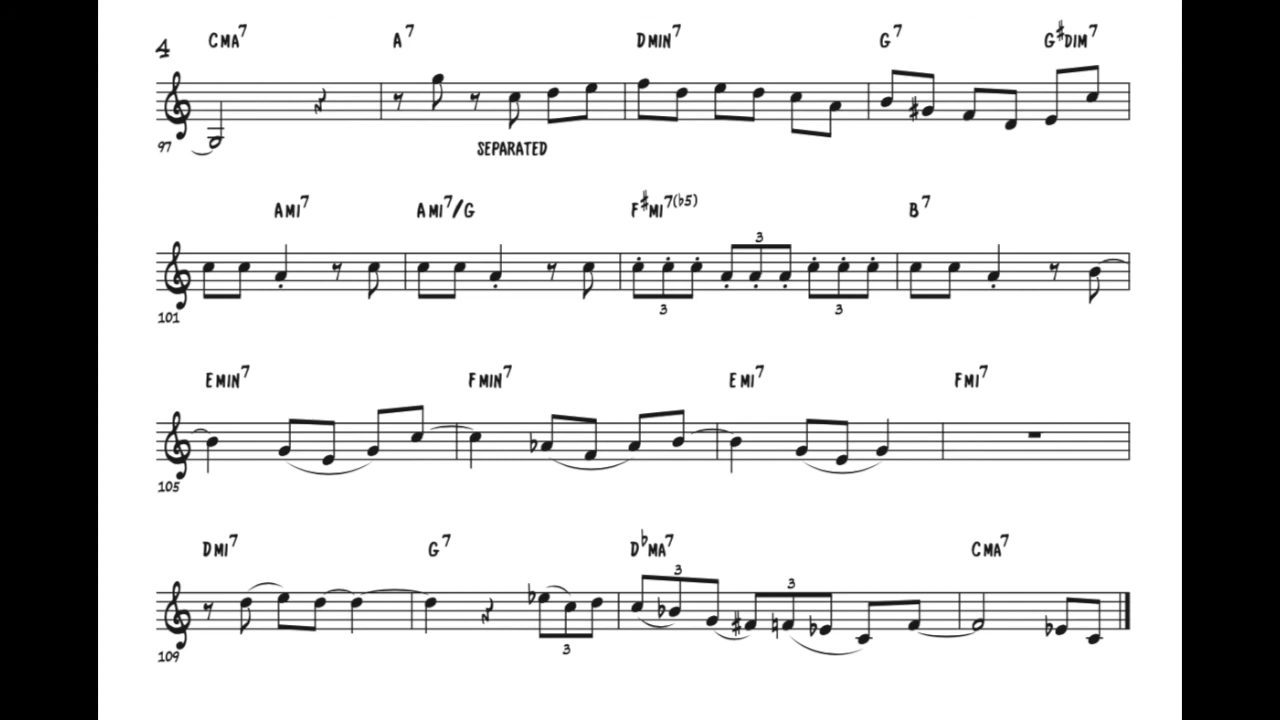 4 CMA7 A7 DMIN7 G7 G#DIM7
97 SEPARATED
AMI7 AMI7/G F#MI7(b5) B7
3
101 3 3
EMIN7 FMIN7 EMI7 FMI7
105
DMI7 G7 DbMA7 CMA7
3 3
109 3